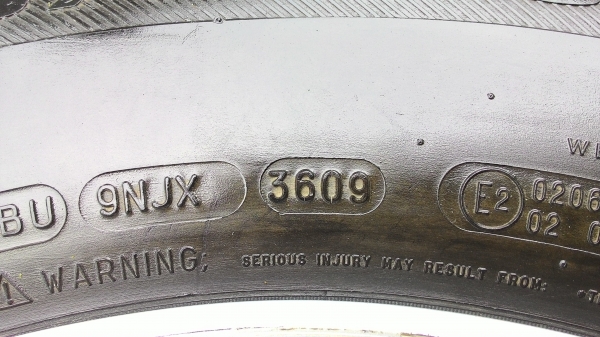 BU 9NJX 3609 E2 0206
02
WARNING: SERIOUS INJURY MAY RESULT FROM: